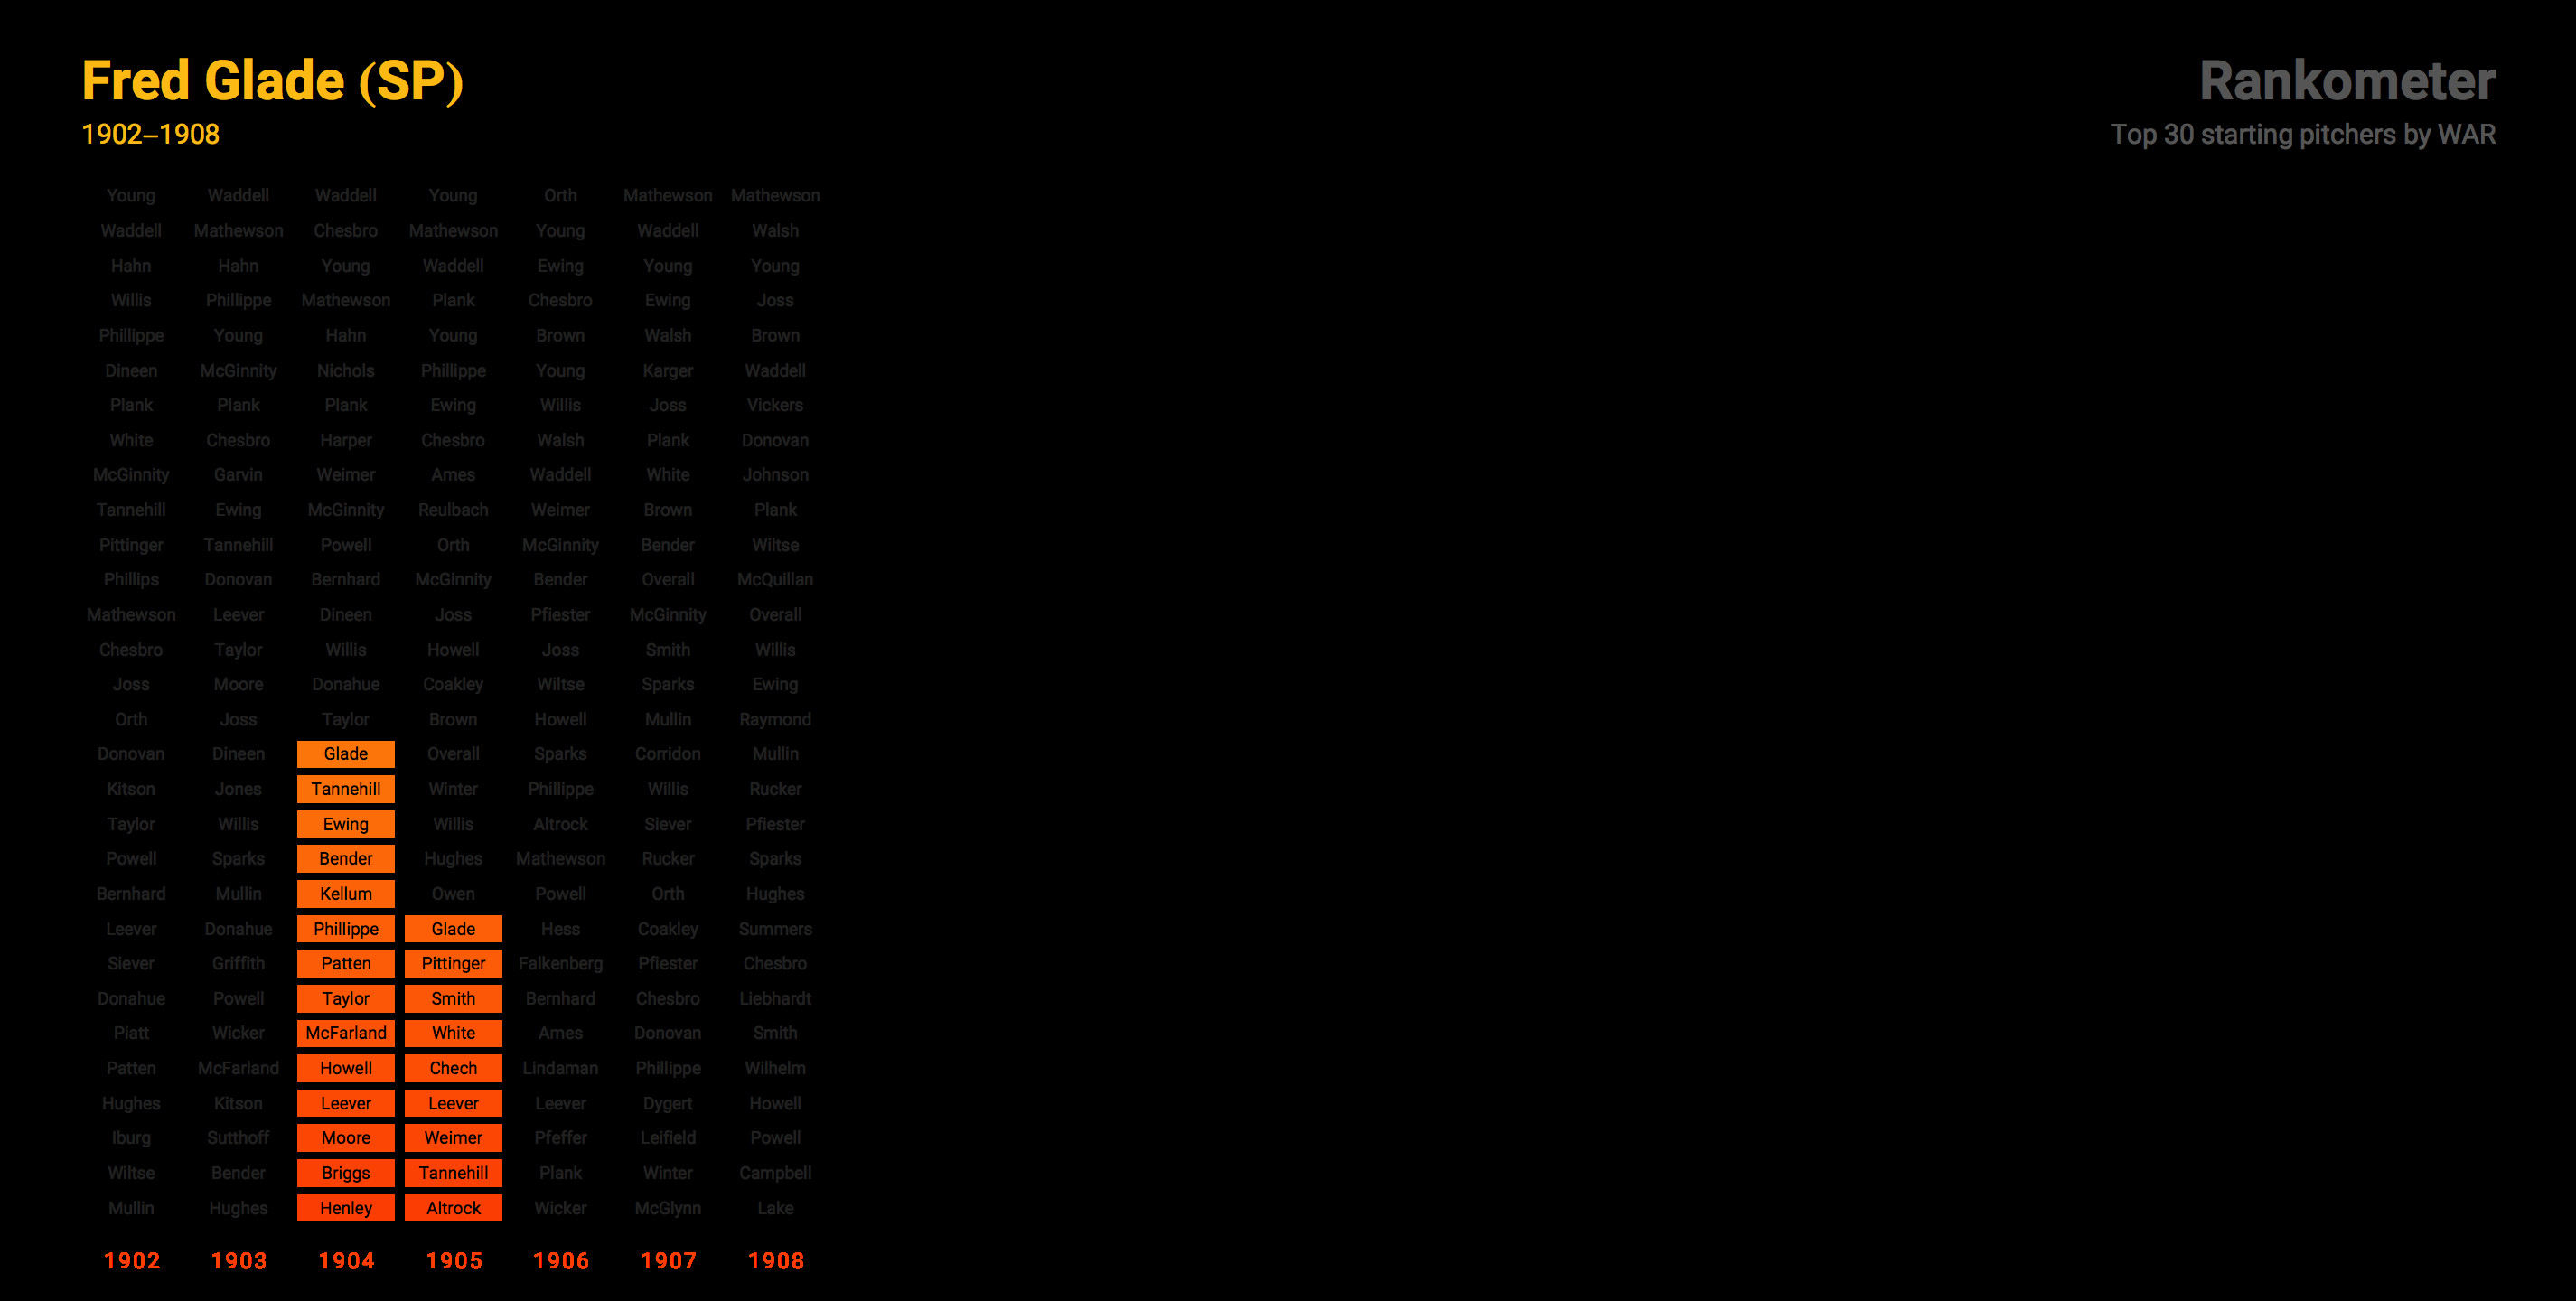 Fred Glade (SP)
1902–1908
Rankometer
Top 30 starting pitchers by WAR
Young Waddell Waddell Young Orth Mathewson Mathewson
Waddell Mathewson Chesbro Mathewson Young Waddell Walsh
Hahn Hahn Young Waddell Ewing Young Young
Willis Phillippe Mathewson Plank Chesbro Ewing Joss
Phillippe Young Hahn Young Brown Walsh Brown
Dineen McGinnity Nichols Phillippe Young Karger Waddell
Plank Plank Plank Ewing Willis Joss Vickers
White Chesbro Harper Chesbro Walsh Plank Donovan
McGinnity Garvin Weimer Ames Waddell White Johnson
Tannehill Ewing McGinnity Reulbach Weimer Brown Plank
Pittinger Tannehill Powell Orth McGinnity Bender Wiltse
Phillips Donovan Bernhard McGinnity Bender Overall McQuillan
Mathewson Leever Dineen Joss Pfiester McGinnity Overall
Chesbro Taylor Willis Howell Joss Smith Willis
Joss Moore Donahue Coakley Wiltse Sparks Ewing
Orth Joss Taylor Brown Howell Mullin Raymond
Donovan Dineen Glade Overall Sparks Corridon Mullin
Kitson Jones Tannehill Winter Phillippe Willis Rucker
Taylor Willis Ewing Willis Altrock Siever Pfiester
Powell Sparks Bender Hughes Mathewson Rucker Sparks
Bernhard Mullin Kellum Owen Powell Orth Hughes
Leever Donahue Phillippe Glade Hess Coakley Summers
Siever Griffith Patten Pittinger Falkenberg Pfiester Chesbro
Donahue Powell Taylor Smith Bernhard Chesbro Liebhardt
Piatt Wicker McFarland White Ames Donovan Smith
Patten McFarland Howell Chech Lindaman Phillippe Wilhelm
Hughes Kitson Leever Leever Leever Dygert Howell
Iburg Sutthoff Moore Weimer Pfeffer Leifield Powell
Wiltse Bender Briggs Tannehill Plank Winter Campbell
Mullin Hughes Henley Altrock Wicker McGlynn Lake
1902 1903 1904 1905 1906 1907 1908